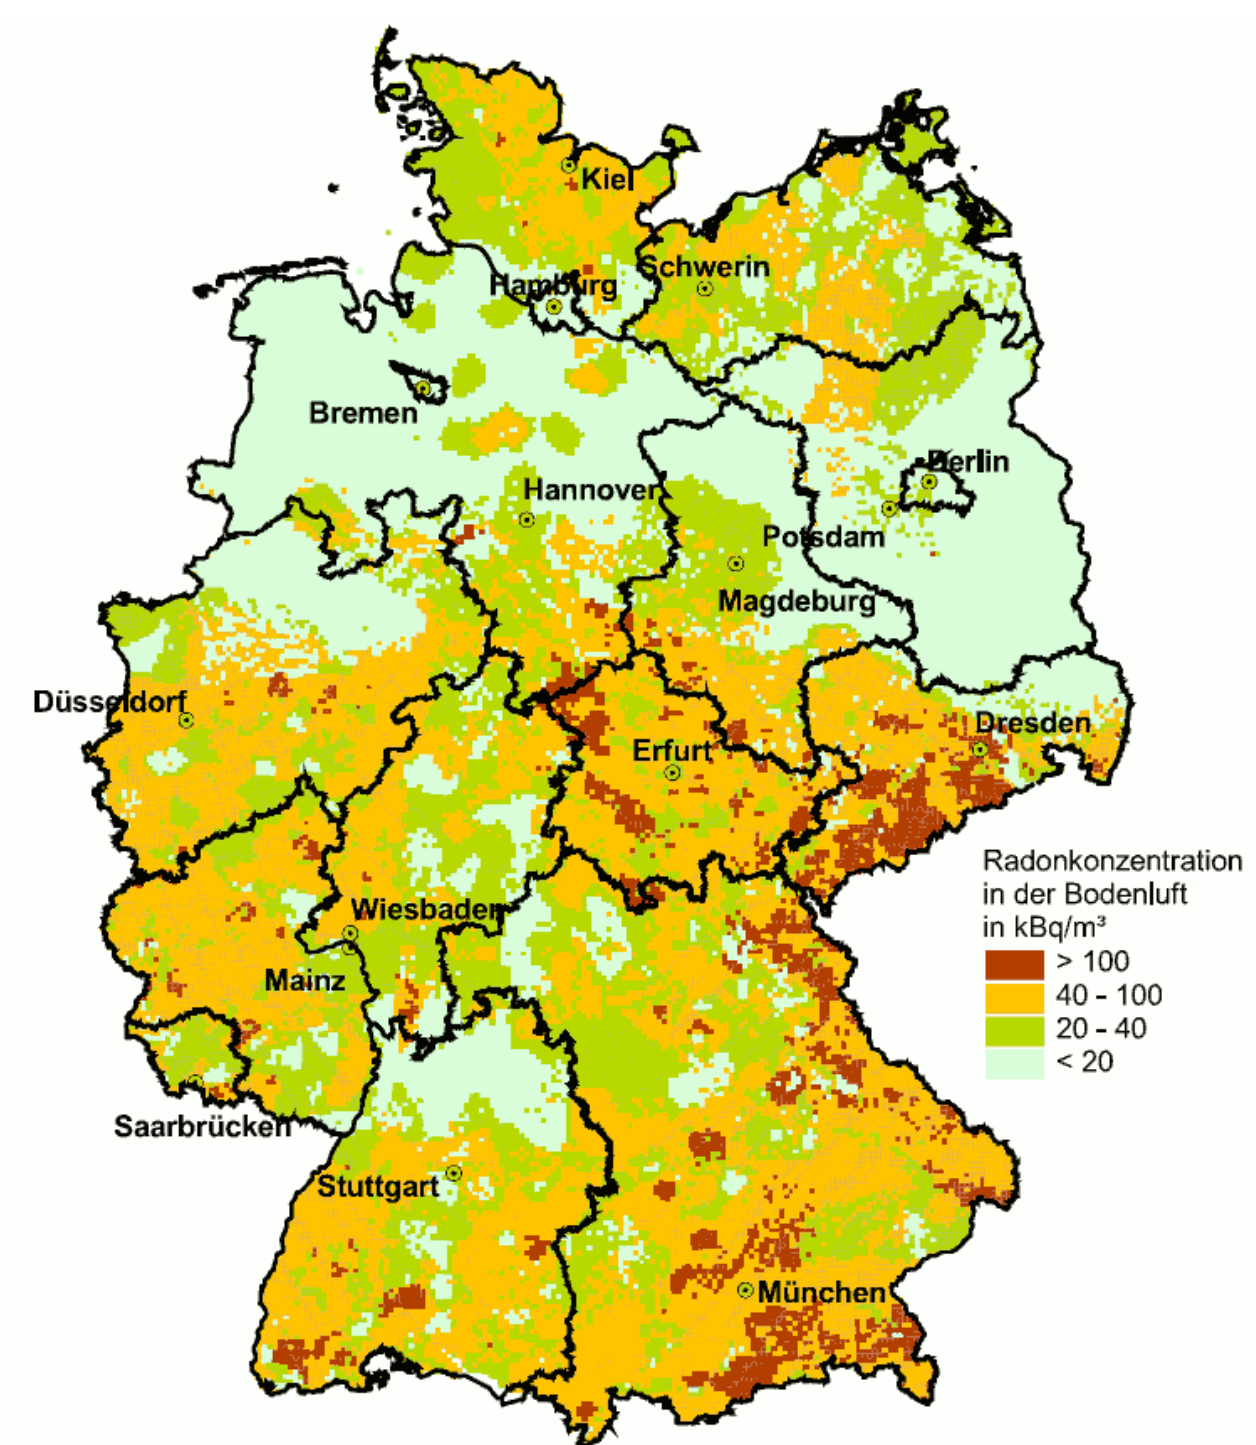 Kiel
Schwerin
Hamburg
Bremen
Berlin
Hannover
Potsdam
Magdeburg
Düsseldorf
Dresden
Erfurt
Radonkonzentration
in der Bodenluft
in kBq/m³
> 100
40 - 100
20 - 40
< 20
Wiesbaden
Mainz
Saarbrücken
Stuttgart
München